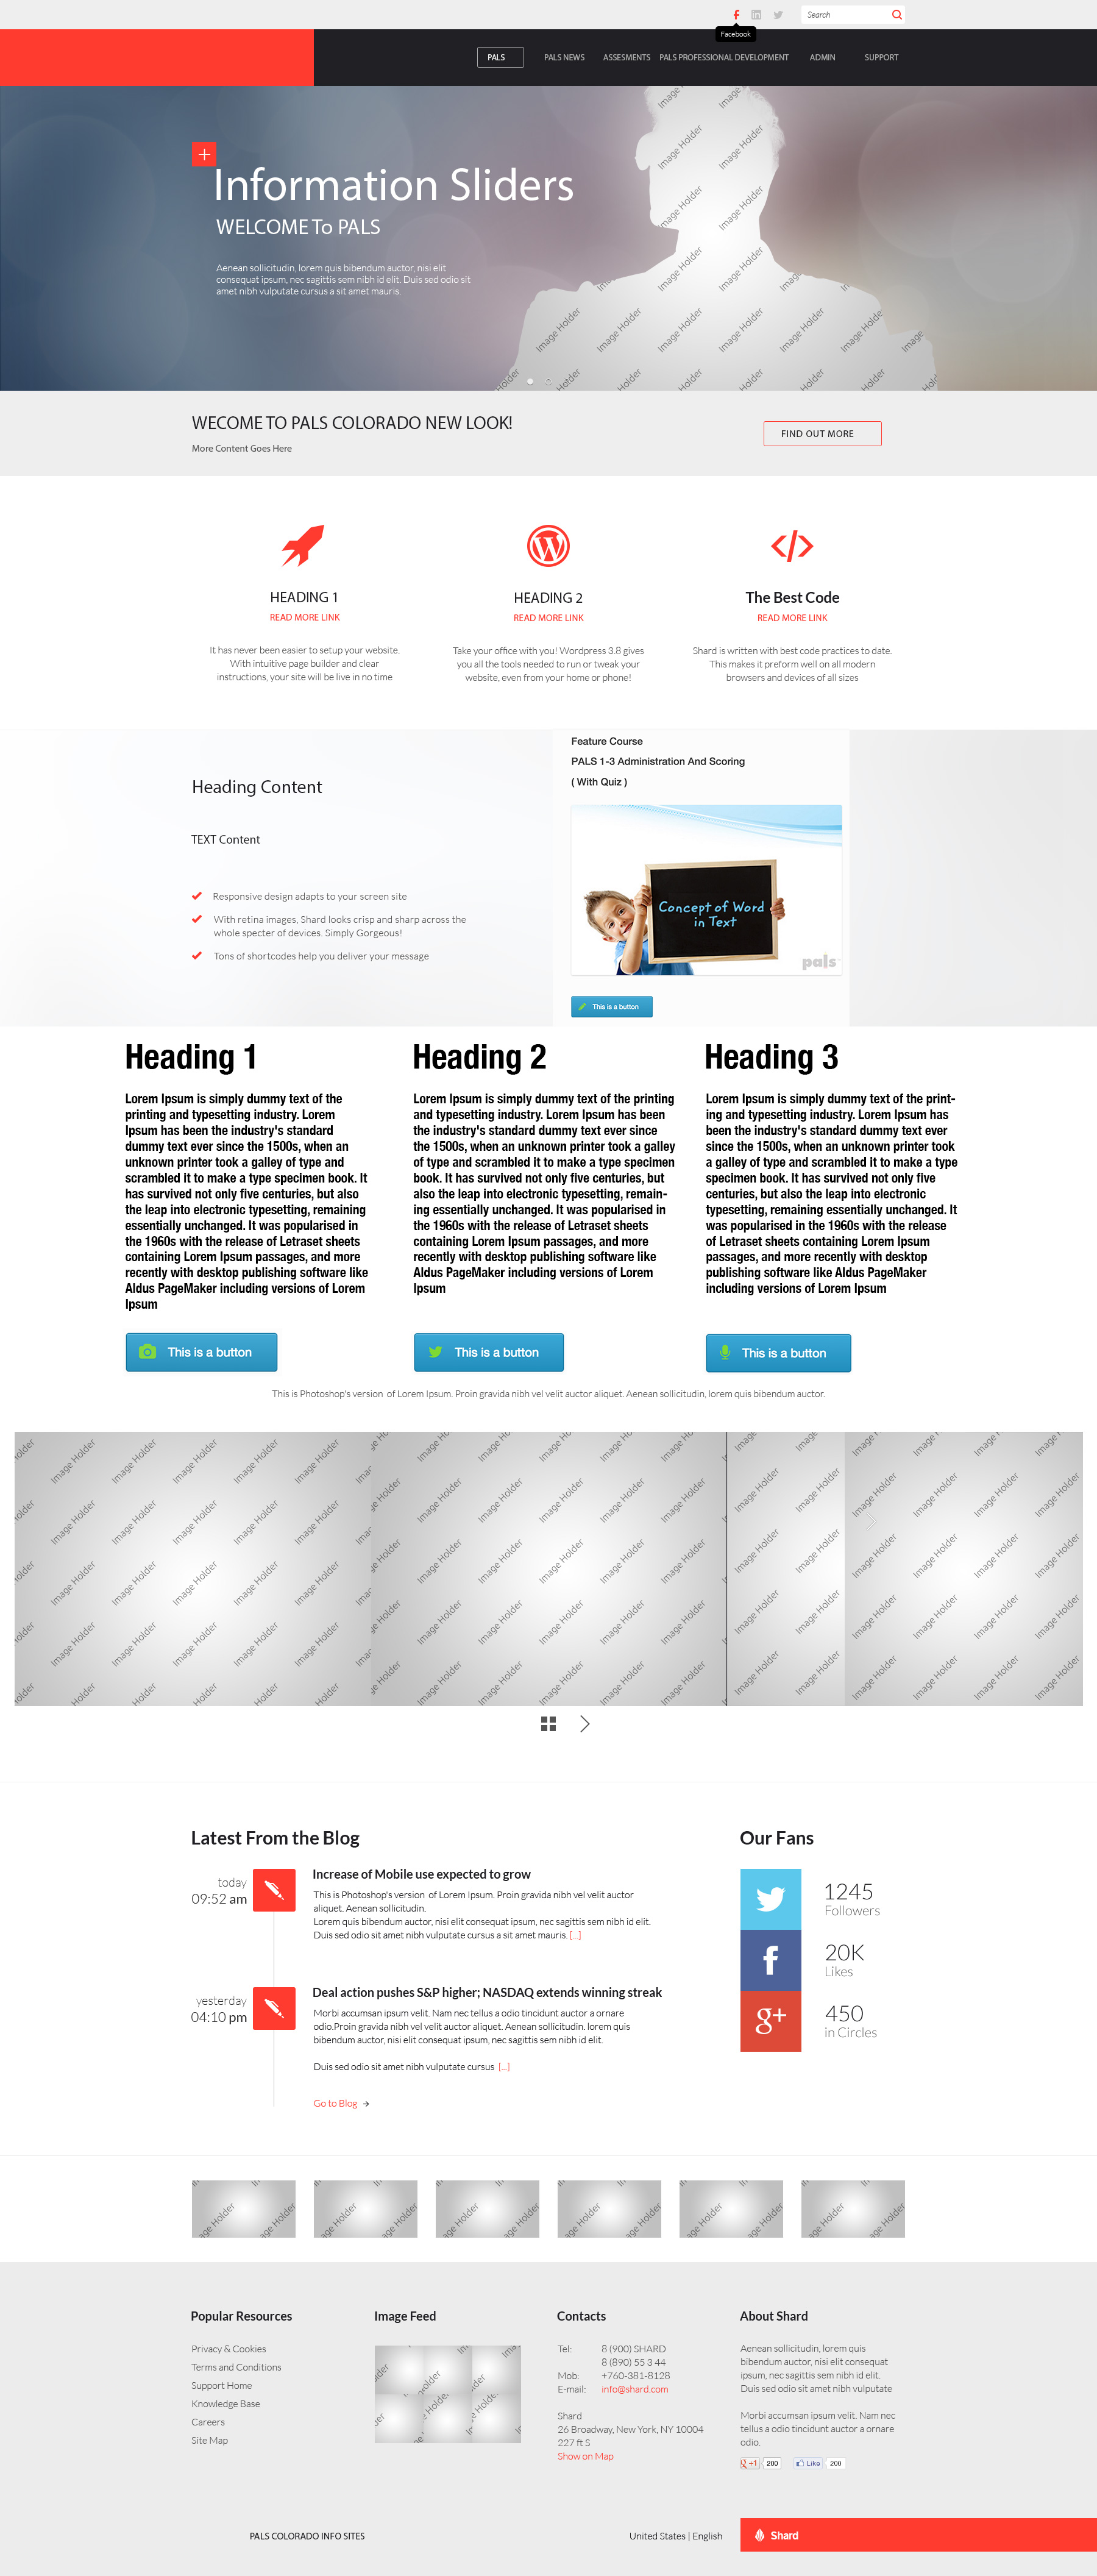 Search
Facebook
PALS
PALS NEWS
ASSESMENTS
PALS PROFESSIONAL DEVELOPMENT
ADMIN
SUPPORT
Information Sliders
WELCOME To PALS
Aenean sollicitudin, lorem quis bibendum auctor, nisi elit
consequat ipsum, nec sagittis sem nibh id elit. Duis sed odio sit
amet nibh vulputate cursus a sit amet mauris.
Image Holder
WECOME TO PALS COLORADO NEW LOOK!
More Content Goes Here
FIND OUT MORE
HEADING 1
READ MORE LINK
It has never been easier to setup your website.
With intuitive page builder and clear
instructions, your site will be live in no time
HEADING 2
READ MORE LINK
Take your office with you! Wordpress 3.8 gives
you all the tools needed to run or tweak your
website, even from your home or phone!
The Best Code
READ MORE LINK
Shard is written with best code practices to date.
This makes it preform well on all modern
browsers and devices of all sizes
Heading Content
TEXT Content
Responsive design adapts to your screen site
With retina images, Shard looks crisp and sharp across the
whole specter of devices. Simply Gorgeous!
Tons of shortcodes help you deliver your message
Feature Course
PALS 1-3 Administration And Scoring
( With Quiz )
Concept of Word
in Text
pals
This is a button
Heading 1
Lorem Ipsum is simply dummy text of the
printing and typesetting industry. Lorem
Ipsum has been the industry's standard
dummy text ever since the 1500s, when an
unknown printer took a galley of type and
scrambled it to make a type specimen book. It
has survived not only five centuries, but also
the leap into electronic typesetting, remaining
essentially unchanged. It was popularised in
the 1960s with the release of Letraset sheets
containing Lorem Ipsum passages, and more
recently with desktop publishing software like
Aldus PageMaker including versions of Lorem
Ipsum
This is a button
Heading 2
Lorem Ipsum is simply dummy text of the printing
and typesetting industry. Lorem Ipsum has been
the industry's standard dummy text ever since
the 1500s, when an unknown printer took a galley
of type and scrambled it to make a type specimen
book. It has survived not only five centuries, but
also the leap into electronic typesetting, remain-
ing essentially unchanged. It was popularised in
the 1960s with the release of Letraset sheets
containing Lorem Ipsum passages, and more
recently with desktop publishing software like
Aldus PageMaker including versions of Lorem
Ipsum
This is a button
Heading 3
Lorem Ipsum is simply dummy text of the print-
ing and typesetting industry. Lorem Ipsum has
been the industry's standard dummy text ever
since the 1500s, when an unknown printer took
a galley of type and scrambled it to make a type
specimen book. It has survived not only five
centuries, but also the leap into electronic
typesetting, remaining essentially unchanged. It
was popularised in the 1960s with the release
of Letraset sheets containing Lorem Ipsum
passages, and more recently with desktop
publishing software like Aldus PageMaker
including versions of Lorem Ipsum
This is a button
This is Photoshop's version of Lorem Ipsum. Proin gravida nibh vel velit auctor aliquet. Aenean sollicitudin, lorem quis bibendum auctor.
Image Holder
Latest From the Blog
today
09:52 am
Increase of Mobile use expected to grow
This is Photoshop's version of Lorem Ipsum. Proin gravida nibh vel velit auctor
aliquet. Aenean sollicitudin.
Lorem quis bibendum auctor, nisi elit consequat ipsum, nec sagittis sem nibh id elit.
Duis sed odio sit amet nibh vulputate cursus a sit amet mauris. [...]
yesterday
04:10 pm
Deal action pushes S&P higher; NASDAQ extends winning streak
Morbi accumsan ipsum velit. Nam nec tellus a odio tincidunt auctor a ornare
odio.Proin gravida nibh vel velit auctor aliquet. Aenean sollicitudin. lorem quis
bibendum auctor, nisi elit consequat ipsum, nec sagittis sem nibh id elit.
Duis sed odio sit amet nibh vulputate cursus [...]
Go to Blog
Our Fans
1245
Followers
20K
Likes
g+
450
in Circles
Image Holder
Popular Resources
Privacy & Cookies
Terms and Conditions
Support Home
Knowledge Base
Careers
Site Map
Image Feed
Contacts
Tel: 8 (900) SHARD
8 (890) 55 3 44
Mob: +760-381-8128
E-mail: info@shard.com
Shard
26 Broadway, New York, NY 10004
227 ft S
Show on Map
About Shard
Aenean sollicitudin, lorem quis
bibendum auctor, nisi elit consequat
ipsum, nec sagittis sem nibh id elit.
Duis sed odio sit amet nibh vulputate
Morbi accumsan ipsum velit. Nam nec
tellus a odio tincidunt auctor a ornare
odio.
g +1 200 Like 200
PALS COLORADO INFO SITES
United States | English
Shard